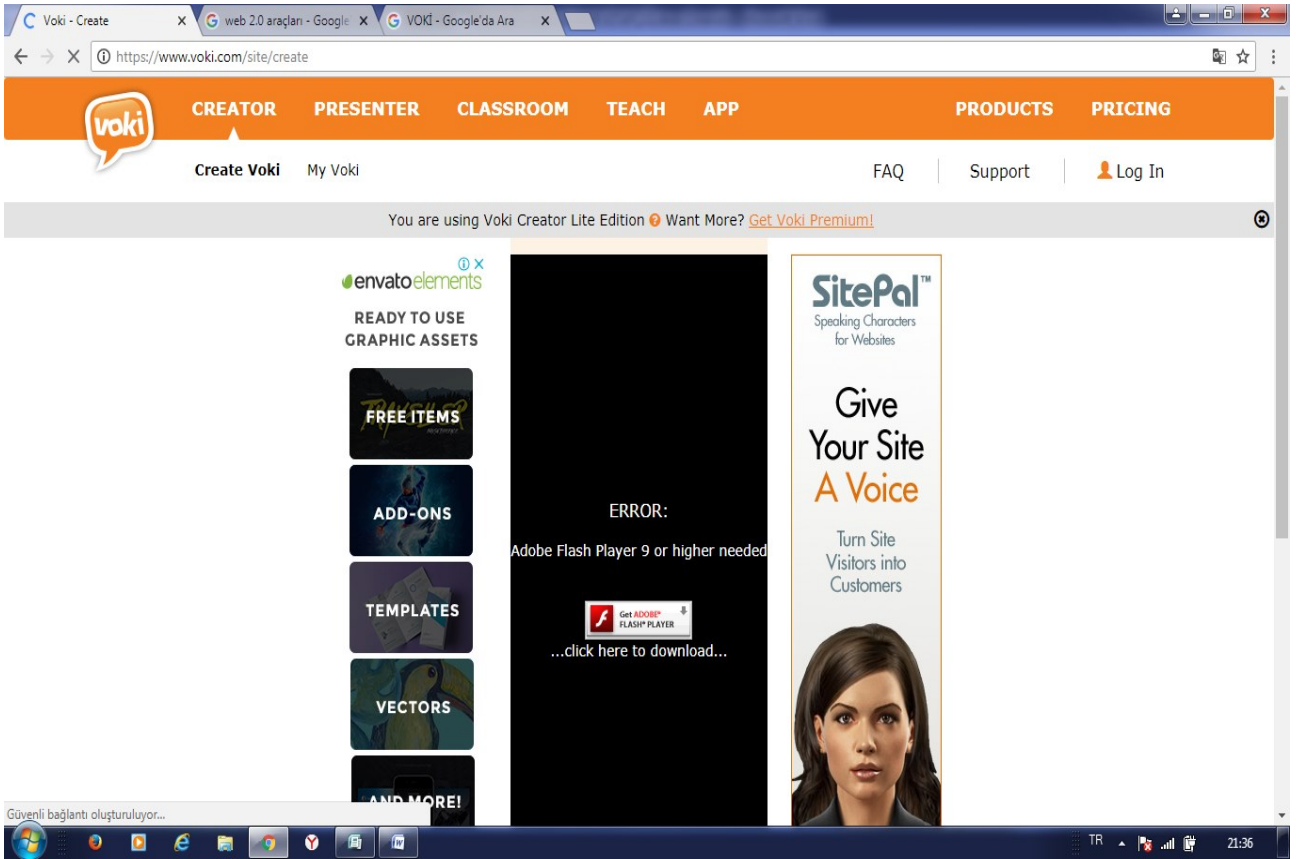 Voki - Create
web 2.0 araçları - Google
VOKİ - Google'da Ara
https://www.voki.com/site/create
voki
CREATOR PRESENTER CLASSROOM TEACH APP PRODUCTS PRICING
Create Voki My Voki FAQ Support Log In
You are using Voki Creator Lite Edition Want More? Get Voki Premium!
envatoelements
READY TO USE
GRAPHIC ASSETS
FREE ITEMS
ADD-ONS
TEMPLATES
VECTORS
AND MORE!
ERROR:
Adobe Flash Player 9 or higher needed
Get ADOBE®
FLASH® PLAYER
...click here to download...
SitePal™
Speaking Characters
for Websites
Give
Your Site
A Voice
Turn Site
Visitors into
Customers
Güvenli bağlantı oluşturuluyor...
TR 21:36